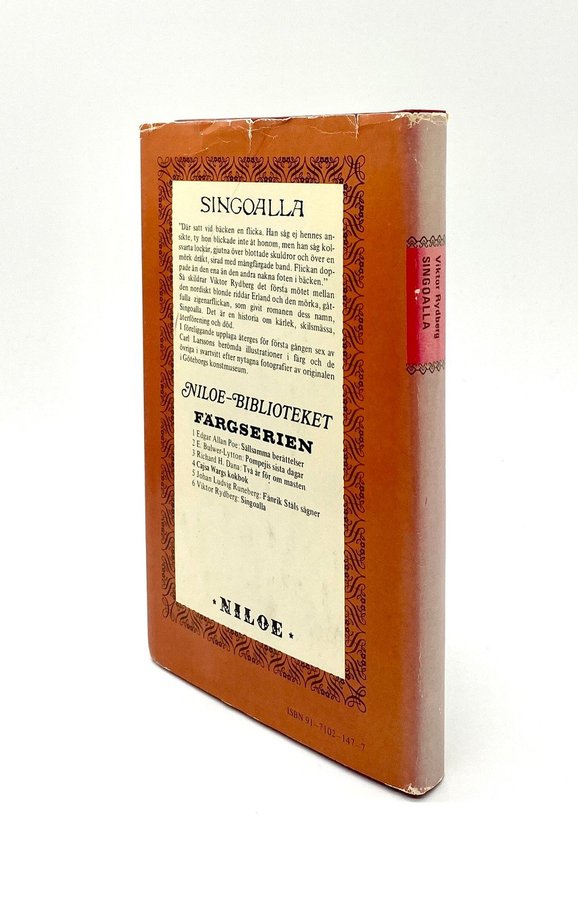 SINGOALLA
"Där satt vid bäcken en flicka. Han såg ej hennes an-
sikte, ty hon blickade inte åt honom, men han såg kol-
svarta lockar, gjutna över blottade skuldror och över en
mörk dräkt, sirad med mångfärgade band. Flickan dop-
pade än den ena än den andra nakna foten i bäcken."
Så skildrar Viktor Rydberg det första mötet mellan
den nordiskt blonde riddar Erland och den mörka, gåt-
fulla zigenarflickan, som givit romanen dess namn,
Singoalla. Det är en historia om kärlek, skilsmässa,
återförening och död.
I föreliggande upplaga återges för första gången sex av
Carl Larssons berömda illustrationer i färg och de
övriga i svartvitt efter nytagna fotografier av originalen
i Göteborgs konstmuseum.
NILOE-BIBLIOTEKET
FÄRGSERIEN
1 Edgar Allan Poe: Sällsamma berättelser
2 E. Bulwer-Lytton: Pompejis sista dagar
3 Richard H. Dana: Två år för om masten
4 Cajsa Wargs kokbok
5 Johan Ludvig Runeberg: Fänrik Ståls sägner
6 Viktor Rydberg: Singoalla
* NILOE *
ISBN 91-7102-147-7
Viktor Rydberg
SINGOALLA